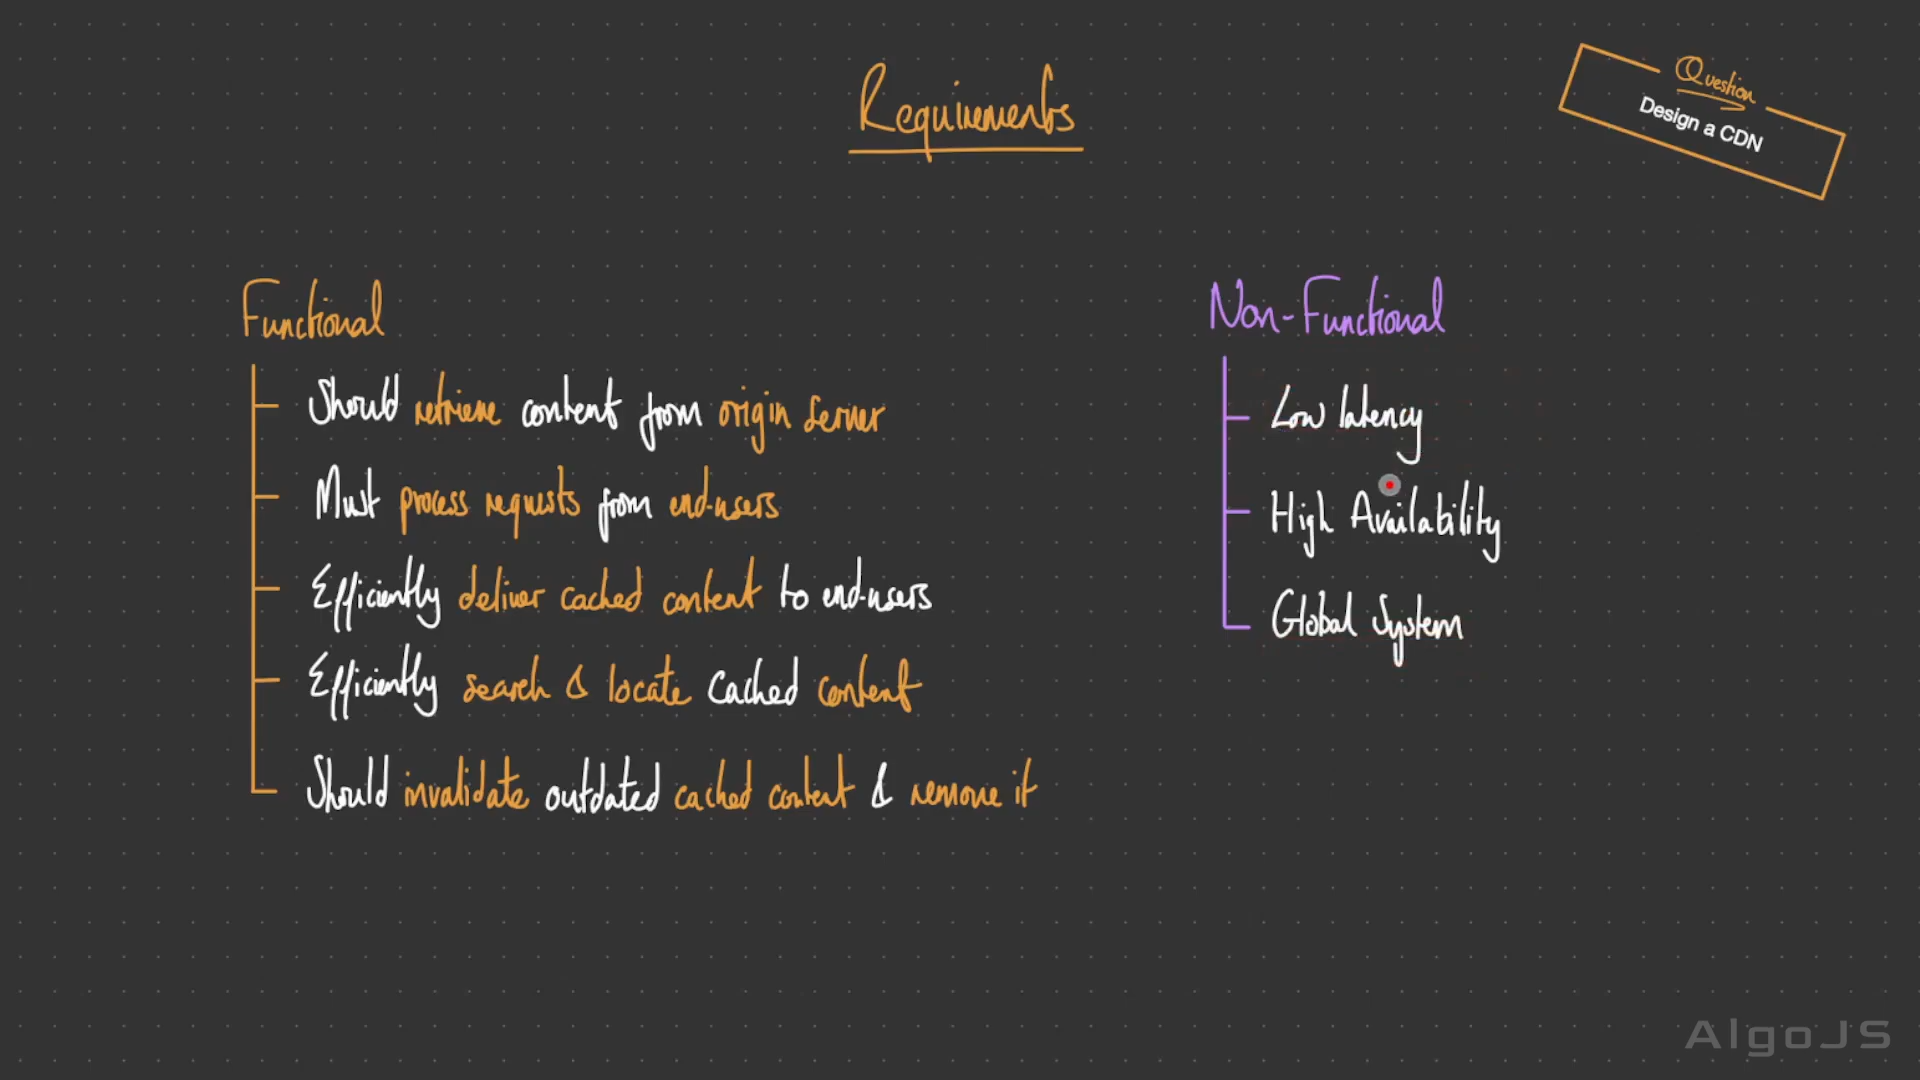 Requirements
Question
Design a CDN
Functional
Should retrieve content from origin server
Must process requests from end-users
Efficiently deliver cached content to end-users
Efficiently search & locate cached content
Should invalidate outdated cached content & remove it
Non-Functional
Low latency
High Availability
Global System
AlgoJS